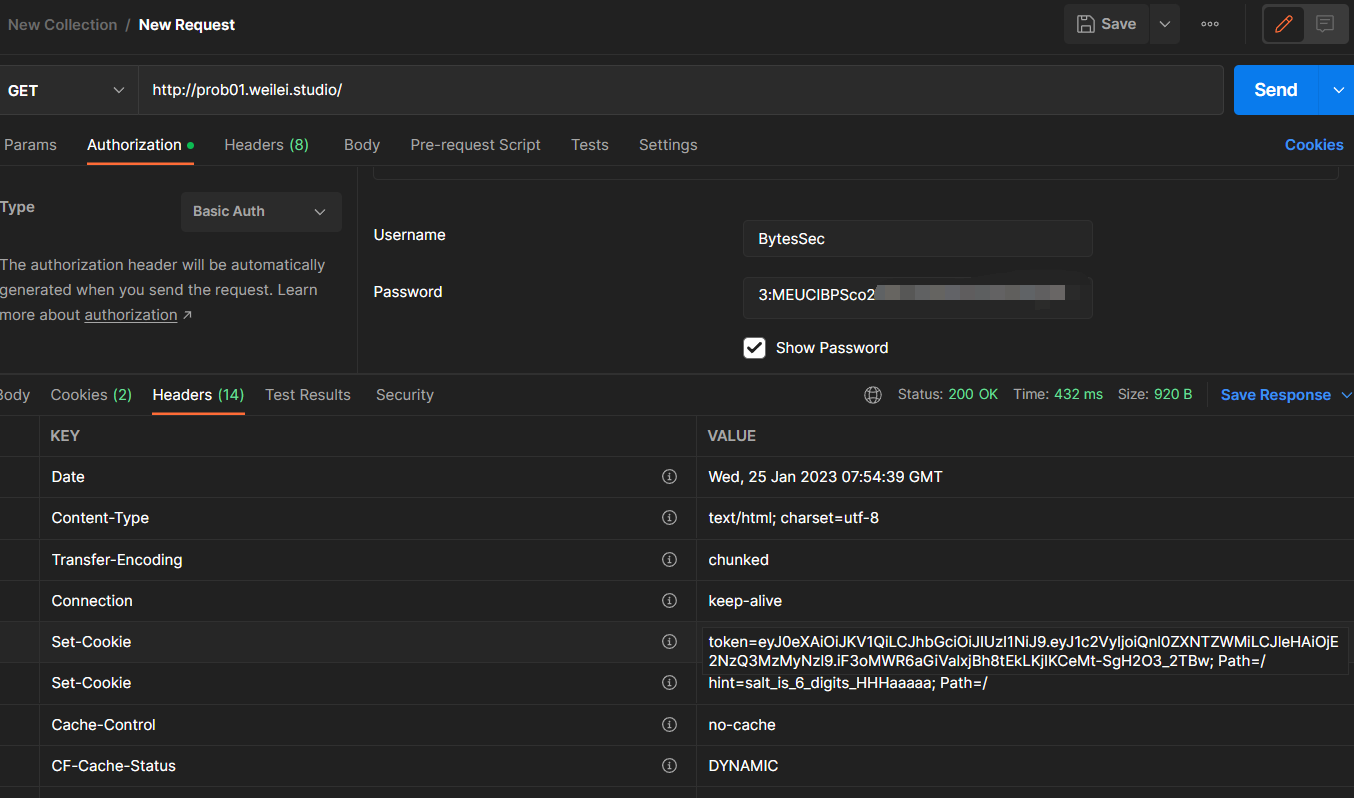 New Collection / New Request
Save
GET
http://prob01.weilei.studio/
Send
Params
Authorization
Headers (8)
Body
Pre-request Script
Tests
Settings
Cookies
Type
Basic Auth
The authorization header will be automatically
generated when you send the request. Learn
more about authorization ↗
Username
BytesSec
Password
3:MEUCIBPSco2
Show Password
Body
Cookies (2)
Headers (14)
Test Results
Security
Status: 200 OK
Time: 432 ms
Size: 920 B
Save Response
KEY
VALUE
Date
Wed, 25 Jan 2023 07:54:39 GMT
Content-Type
text/html; charset=utf-8
Transfer-Encoding
chunked
Connection
keep-alive
Set-Cookie
token=eyJ0eXAiOiJKV1QiLCJhbGciOiJIUzI1NiJ9.eyJ1c2VyIjoiQnl0ZXNTZWMiLCJleHAiOjE
2NzQ3MzMyNzl9.iF3oMWR6aGiValxjBh8tEkLKjlKCeMt-SgH2O3_2TBw; Path=/
Set-Cookie
hint=salt_is_6_digits_HHHaaaaa; Path=/
Cache-Control
no-cache
CF-Cache-Status
DYNAMIC